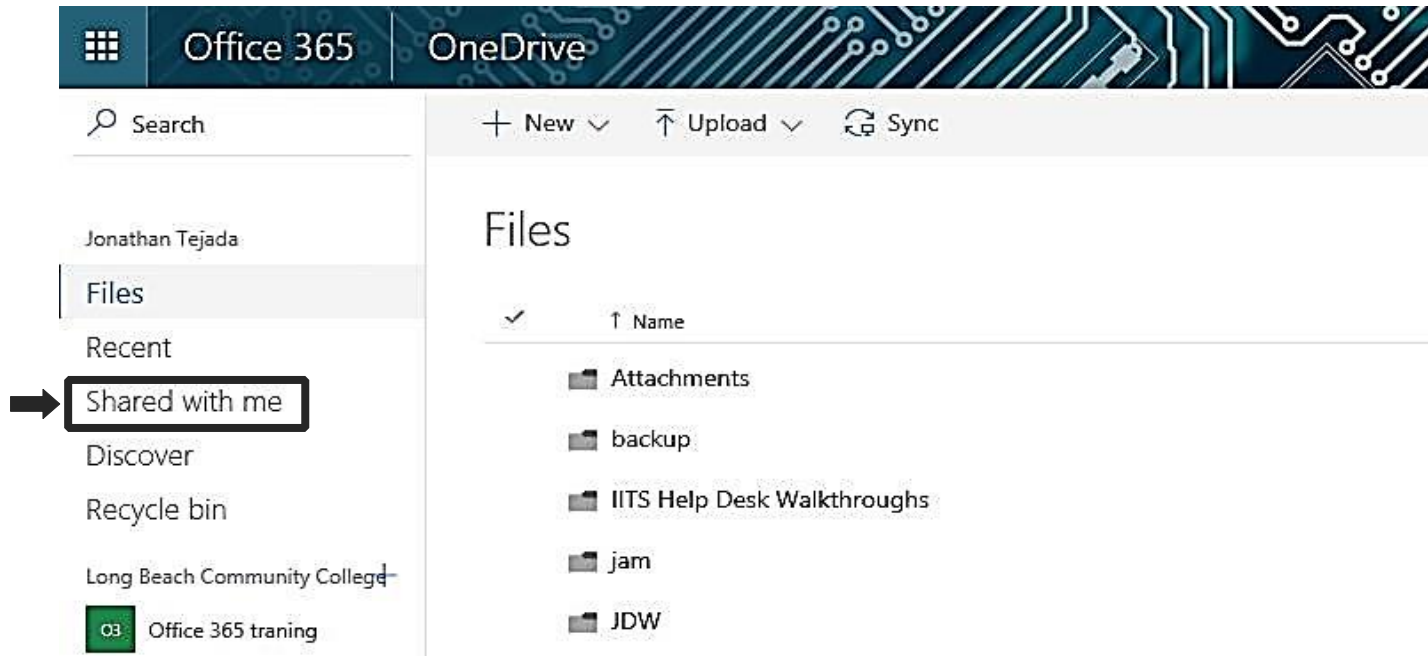 Office 365 OneDrive
Search
New Upload Sync
Jonathan Tejada
Files
Recent
Shared with me
Discover
Recycle bin
Long Beach Community College
O3 Office 365 traning
Files
Name
Attachments
backup
IITS Help Desk Walkthroughs
jam
JDW